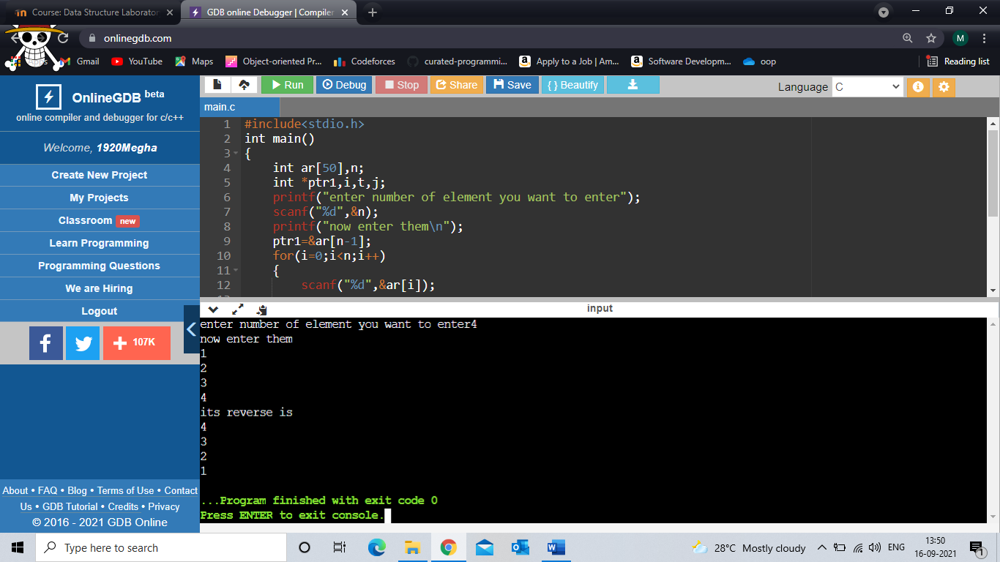 Course: Data Structure Laborator
GDB online Debugger | Compiler
onlinegdb.com
M
Gmail
YouTube
Maps
Object-oriented Pr...
Codeforces
curated-programmi...
Apply to a Job | Am...
Software Developm...
oop
Reading list
OnlineGDB beta
online compiler and debugger for c/c++
Welcome, 1920Megha
Create New Project
My Projects
Classroom new
Learn Programming
Programming Questions
We are Hiring
Logout
107K
About • FAQ • Blog • Terms of Use • Contact
Us • GDB Tutorial • Credits • Privacy
© 2016 - 2021 GDB Online
Run
Debug
Stop
Share
Save
{ } Beautify
Language C
main.c
1 #include<stdio.h>
2 int main()
3 {
4 int ar[50],n;
5 int *ptr1,i,t,j;
6 printf("enter number of element you want to enter");
7 scanf("%d",&n);
8 printf("now enter them\n");
9 ptr1=&ar[n-1];
10 for(i=0;i<n;i++)
11 {
12 scanf("%d",&ar[i]);
input
enter number of element you want to enter4
now enter them
1
2
3
4
its reverse is
4
3
2
1
...Program finished with exit code 0
Press ENTER to exit console.
Type here to search
28°C Mostly cloudy
ENG
13:50
16-09-2021
1